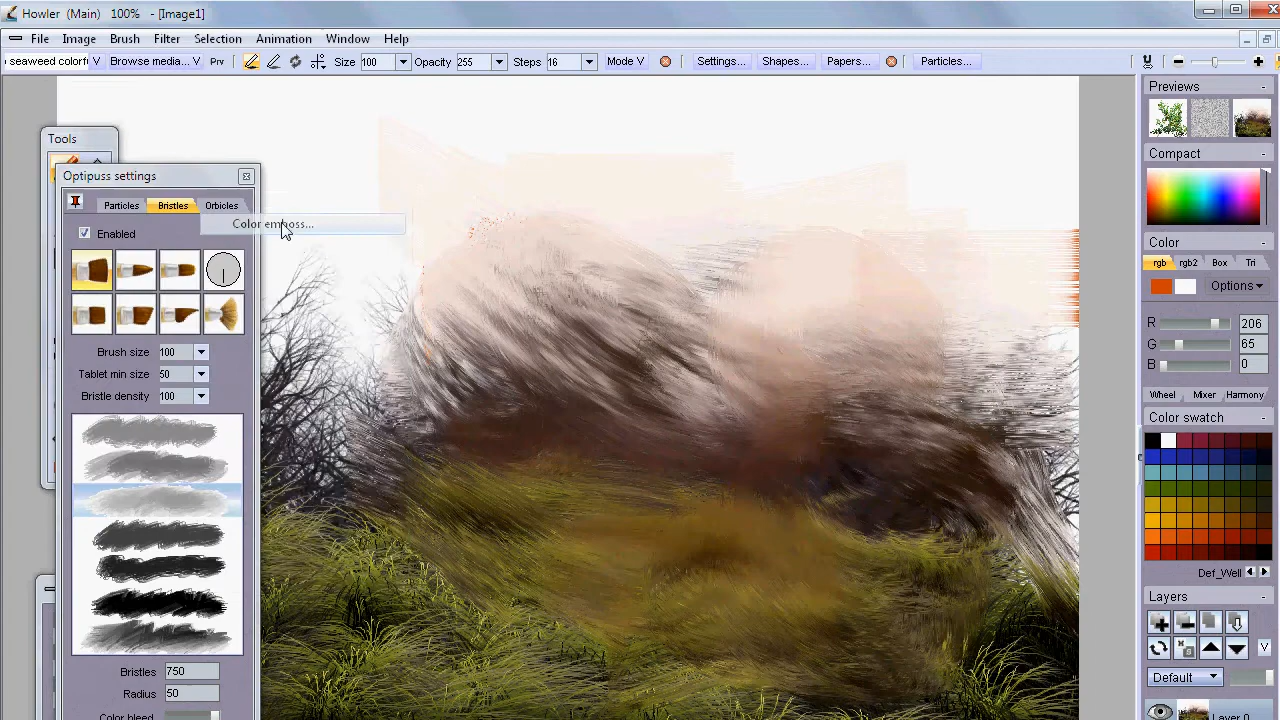 Howler (Main) 100% - [Image1]
File Image Brush Filter Selection Animation Window Help
seaweed colorfu V Browse media... V Prv Size 100 Opacity 255 Steps 16 Mode V Settings... Shapes... Papers... Particles...
Previews -
Tools
Compact -
Optipuss settings
Particles Bristles Orbicles
Color emboss...
Enabled
Color -
rgb rgb2 Box Tri
Options
R 206
G 65
B 0
Brush size 100
Tablet min size 50
Bristle density 100
Wheel Mixer Harmony
Color swatch -
Def_Well
Layers -
V
Bristles 750
Default
Radius 50
Color bleed
Layer 0